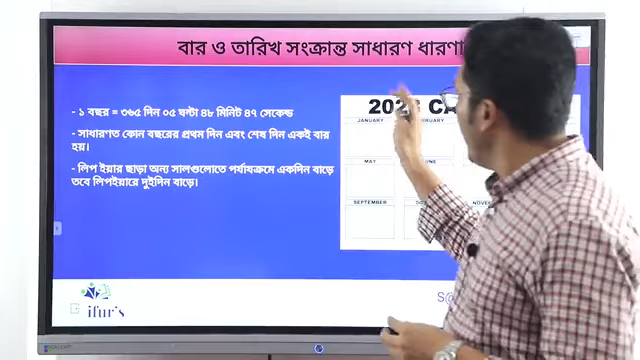 বার ও তারিখ সংক্রান্ত সাধারণ ধারণা
- ১ বছর = ৩৬৫ দিন ০৫ ঘন্টা ৪৮ মিনিট ৪৭ সেকেন্ড
- সাধারণত কোন বছরের প্রথম দিন এবং শেষ দিন একই বার
হয়।
- লিপ ইয়ার ছাড়া অন্য সালগুলোতে পর্যায়ক্রমে একদিন বাড়ে
তবে লিপইয়ারে দুইদিন বাড়ে।
JANUARY
MAY
SEPTEMBER
ifur's